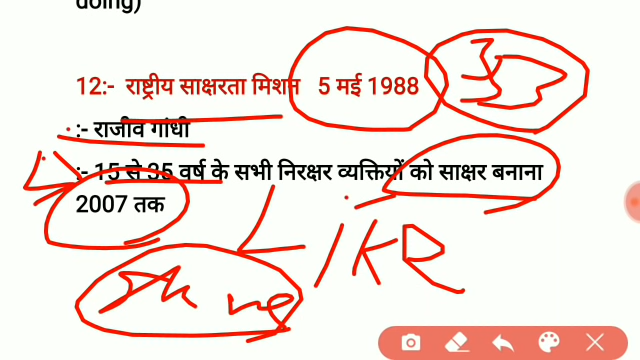 doing)
12:- राष्ट्रीय साक्षरता मिशन 5 मई 1988
:- राजीव गांधी
:- 15 से 35 वर्ष के सभी निरक्षर व्यक्तियों को साक्षर बनाना
2007 तक